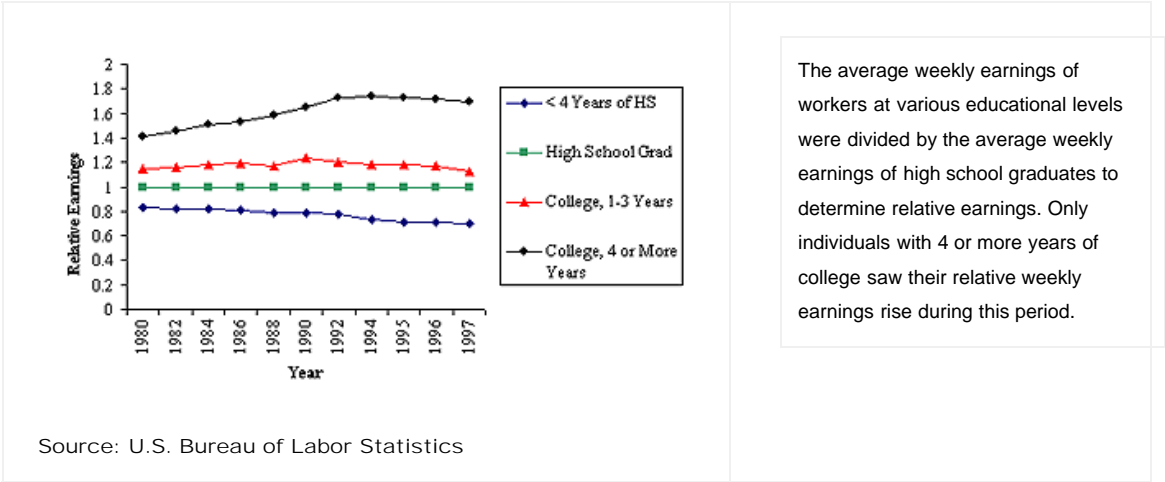 2
1.8
1.6
1.4
1.2
1
0.8
0.6
0.4
0.2
0
Relative Earnings
1980
1982
1984
1986
1988
1990
1992
1994
1995
1996
1997
Year
< 4 Years of HS
High School Grad
College, 1-3 Years
College, 4 or More
Years
Source: U.S. Bureau of Labor Statistics
The average weekly earnings of
workers at various educational levels
were divided by the average weekly
earnings of high school graduates to
determine relative earnings. Only
individuals with 4 or more years of
college saw their relative weekly
earnings rise during this period.